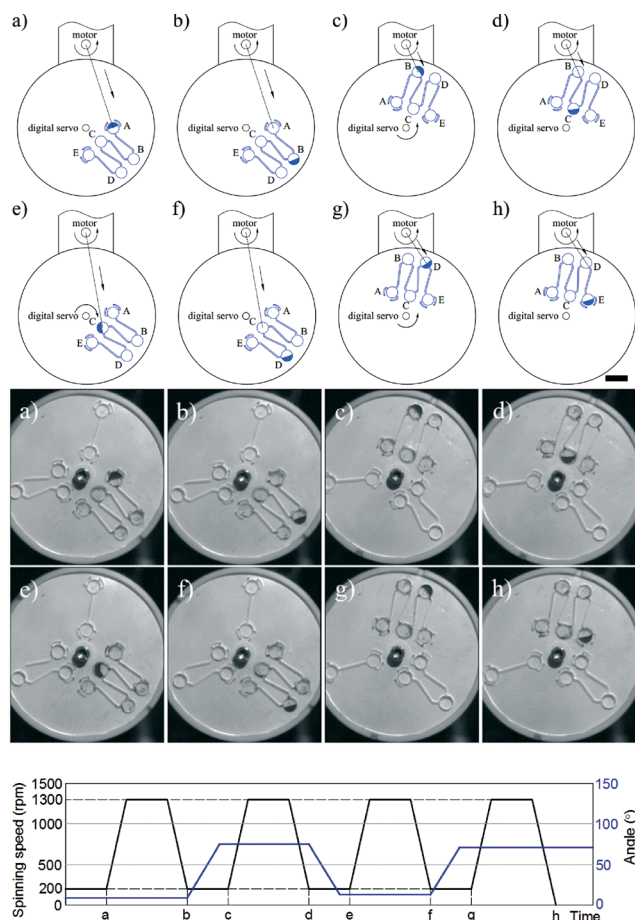 a) b) c) d)
motor motor motor motor
B B
D D
A A A A
digital servo C digital servo C digital servo C digital servo C
E B E B E E
D D
e) f) g) h)
motor motor motor motor
B D B D
A A A A
digital servo C digital servo C digital servo C digital servo C
E B E B E E
D D
a) b) c) d)
e) f) g) h)
1500 150
1300
1000 100
500 50
200
0 0
Spinning speed (rpm)
Angle (°)
a b c d e f g h Time